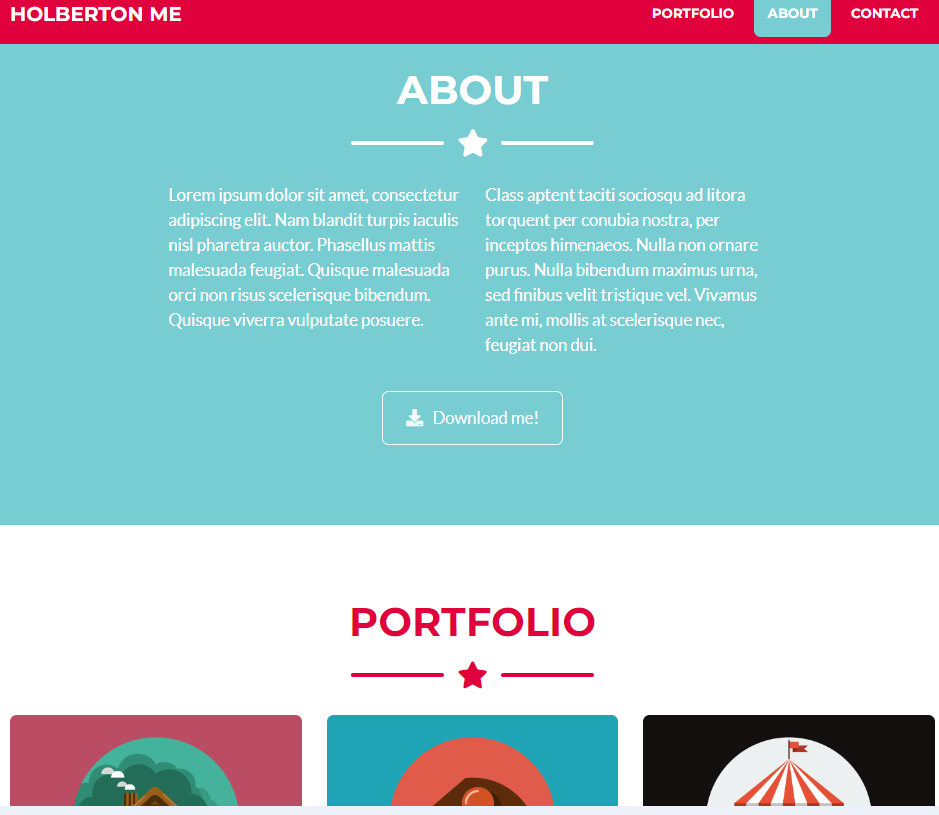 HOLBERTON ME
PORTFOLIO ABOUT CONTACT
ABOUT
Lorem ipsum dolor sit amet, consectetur
adipiscing elit. Nam blandit turpis iaculis
nisl pharetra auctor. Phasellus mattis
malesuada feugiat. Quisque malesuada
orci non risus scelerisque bibendum.
Quisque viverra vulputate posuere.
Class aptent taciti sociosqu ad litora
torquent per conubia nostra, per
inceptos himenaeos. Nulla non ornare
purus. Nulla bibendum maximus urna,
sed finibus velit tristique vel. Vivamus
ante mi, mollis at scelerisque nec,
feugiat non dui.
Download me!
PORTFOLIO